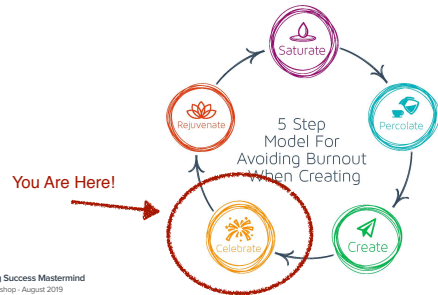 Saturate
Rejuvenate
Percolate
5 Step
Model For
Avoiding Burnout
When Creating
You Are Here!
Celebrate
Create
Success Mastermind
- August 2019